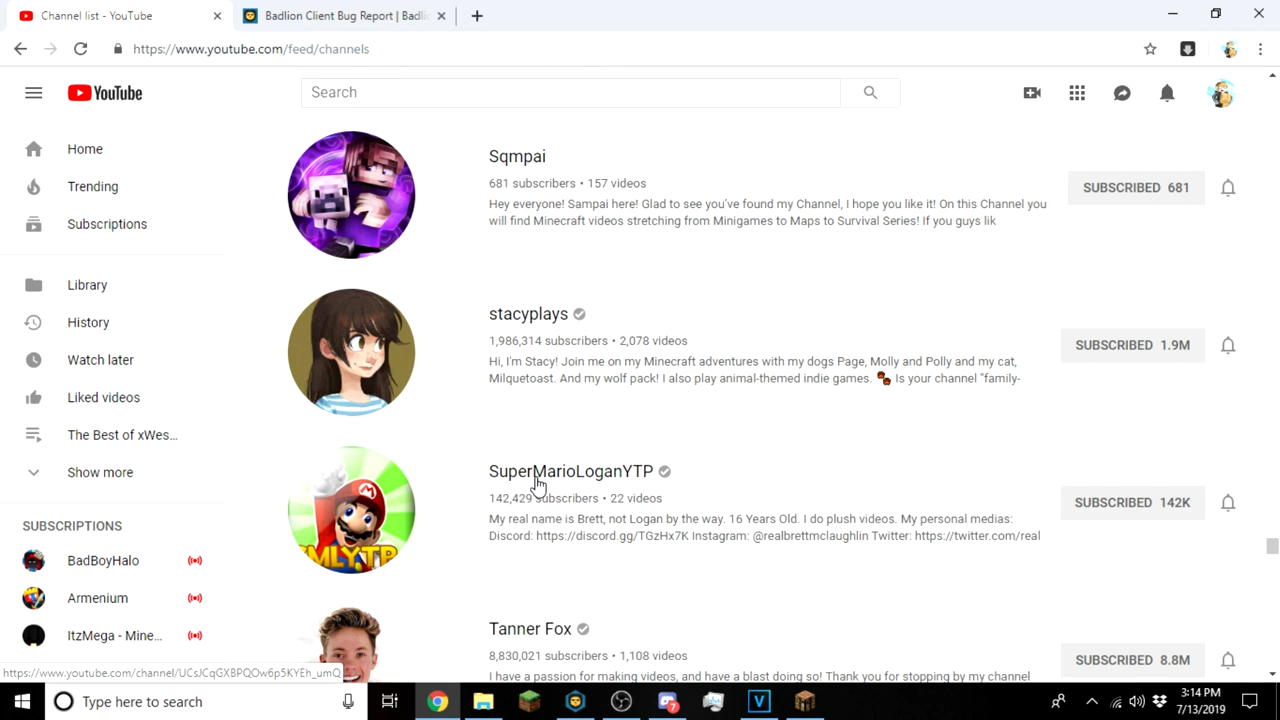 Channel list - YouTube
Badlion Client Bug Report | Badli
https://www.youtube.com/feed/channels
YouTube
Search
Home
Trending
Subscriptions
Library
History
Watch later
Liked videos
The Best of xWes...
Show more
SUBSCRIPTIONS
BadBoyHalo
Armenium
ItzMega - Mine...
Sqmpai
681 subscribers • 157 videos
Hey everyone! Sampai here! Glad to see you've found my Channel, I hope you like it! On this Channel you
will find Minecraft videos stretching from Minigames to Maps to Survival Series! If you guys lik
SUBSCRIBED 681
stacyplays
1,986,314 subscribers • 2,078 videos
Hi, I'm Stacy! Join me on my Minecraft adventures with my dogs Page, Molly and Polly and my cat,
Milquetoast. And my wolf pack! I also play animal-themed indie games. 🐾 Is your channel "family-
SUBSCRIBED 1.9M
SuperMarioLoganYTP
142,429 subscribers • 22 videos
My real name is Brett, not Logan by the way. 16 Years Old. I do plush videos. My personal medias:
Discord: https://discord.gg/TGzHx7K Instagram: @realbrettmclaughlin Twitter: https://twitter.com/real
SUBSCRIBED 142K
Tanner Fox
8,830,021 subscribers • 1,108 videos
I have a passion for making videos, and have a blast doing so! Thank you for stopping by my channel
SUBSCRIBED 8.8M
https://www.youtube.com/channel/UCsJCqGXBPQOw6p5KYEh_umQ
Type here to search
3:14 PM
7/13/2019